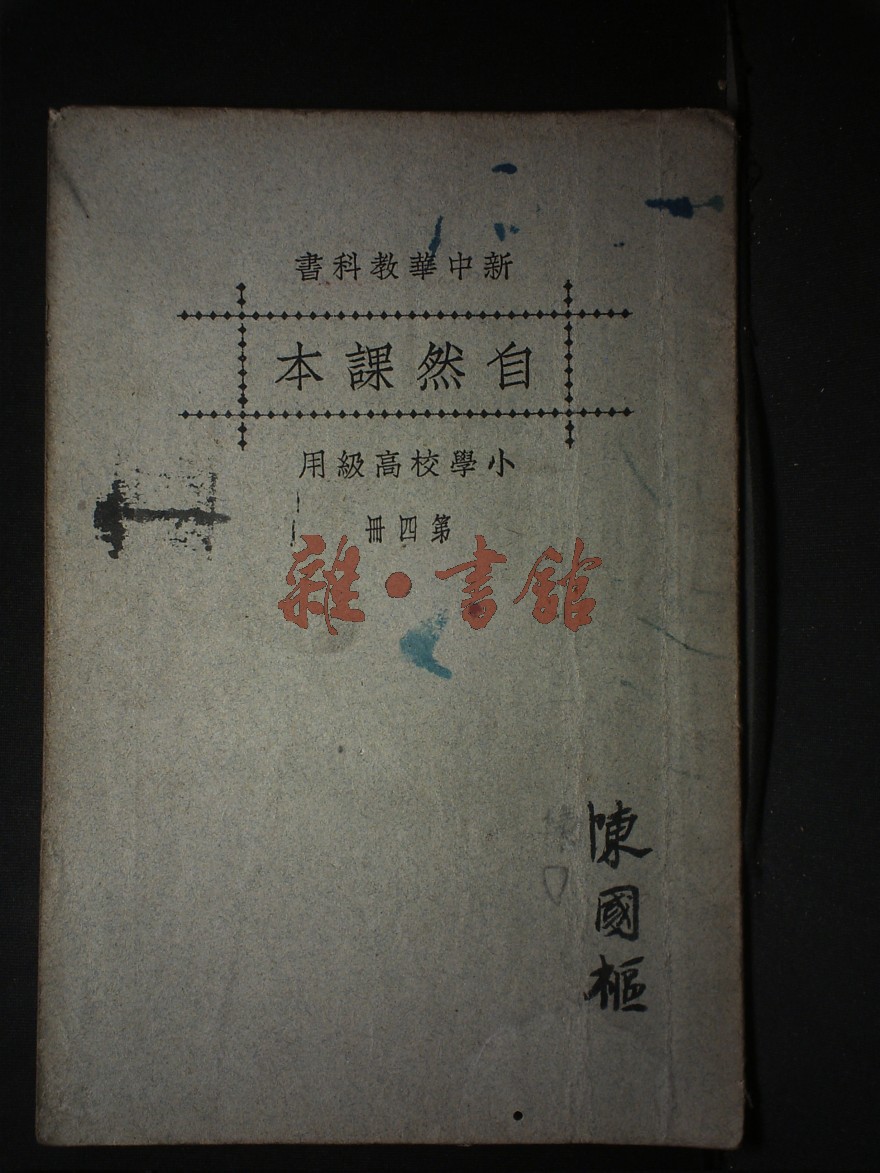 新中華教科書
自然課本
小學校高級用
第四冊
雜·書館
陳國樞